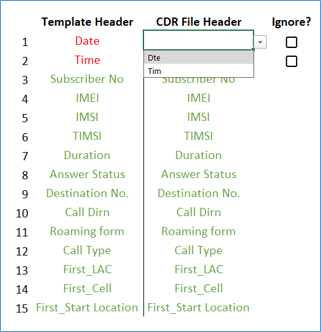 Template Header CDR File Header Ignore?
1 Date
Dte
2 Time
Tim
3 Subscriber No Subscriber No
4 IMEI IMEI
5 IMSI IMSI
6 TIMSI TIMSI
7 Duration Duration
8 Answer Status Answer Status
9 Destination No. Destination No.
10 Call Dirn Call Dirn
11 Roaming form Roaming form
12 Call Type Call Type
13 First_LAC First_LAC
14 First_Cell First_Cell
15 First_Start Location First_Start Location